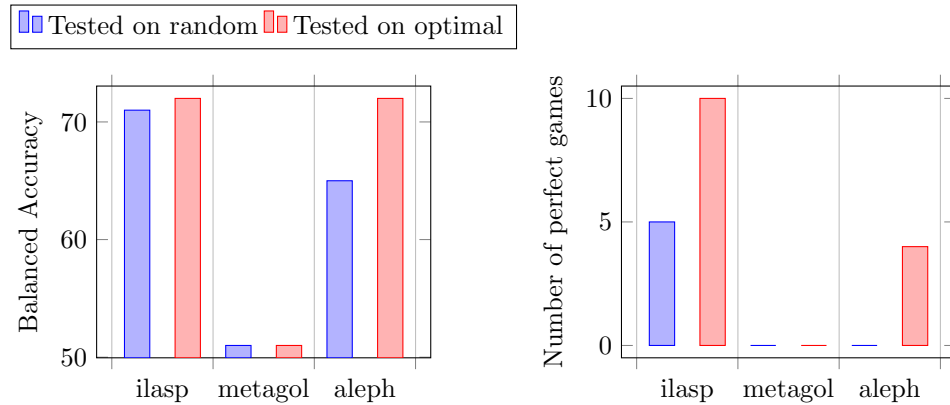 Tested on random Tested on optimal
Balanced Accuracy
70
60
50
ilasp metagol aleph
Number of perfect games
10
5
0
ilasp metagol aleph